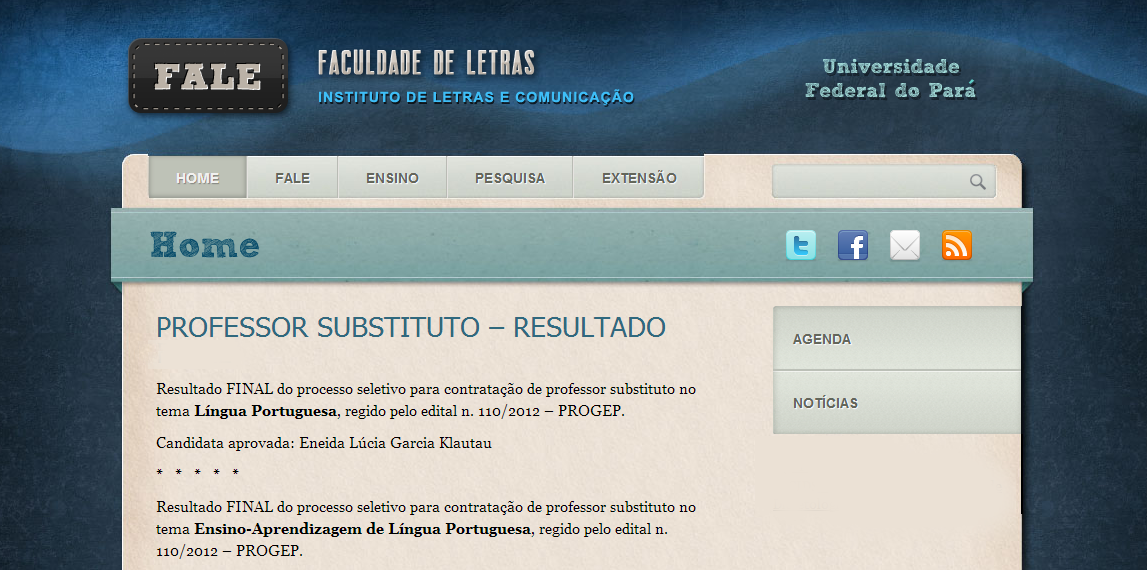 FALE
FACULDADE DE LETRAS
INSTITUTO DE LETRAS E COMUNICAÇÃO
Universidade
Federal do Pará
HOME FALE ENSINO PESQUISA EXTENSÃO
Home
PROFESSOR SUBSTITUTO – RESULTADO
Resultado FINAL do processo seletivo para contratação de professor substituto no
tema Língua Portuguesa, regido pelo edital n. 110/2012 – PROGEP.
Candidata aprovada: Eneida Lúcia Garcia Klautau
* * * * *
Resultado FINAL do processo seletivo para contratação de professor substituto no
tema Ensino-Aprendizagem de Língua Portuguesa, regido pelo edital n.
110/2012 – PROGEP.
AGENDA
NOTÍCIAS